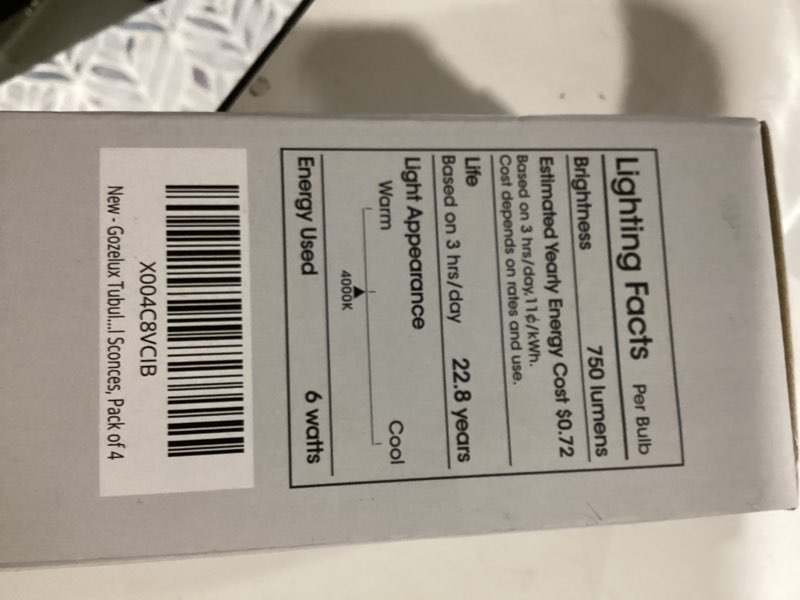 Lighting Facts Per Bulb
Brightness 750 lumens
Estimated Yearly Energy Cost $0.72
Based on 3 hrs/day,11¢/kWh.
Cost depends on rates and use.
Life
Based on 3 hrs/day 22.8 years
Light Appearance
Warm Cool
4000K
Energy Used 6 watts
X004C8VCIB
New - Gozelux Tubul...l Sconces, Pack of 4